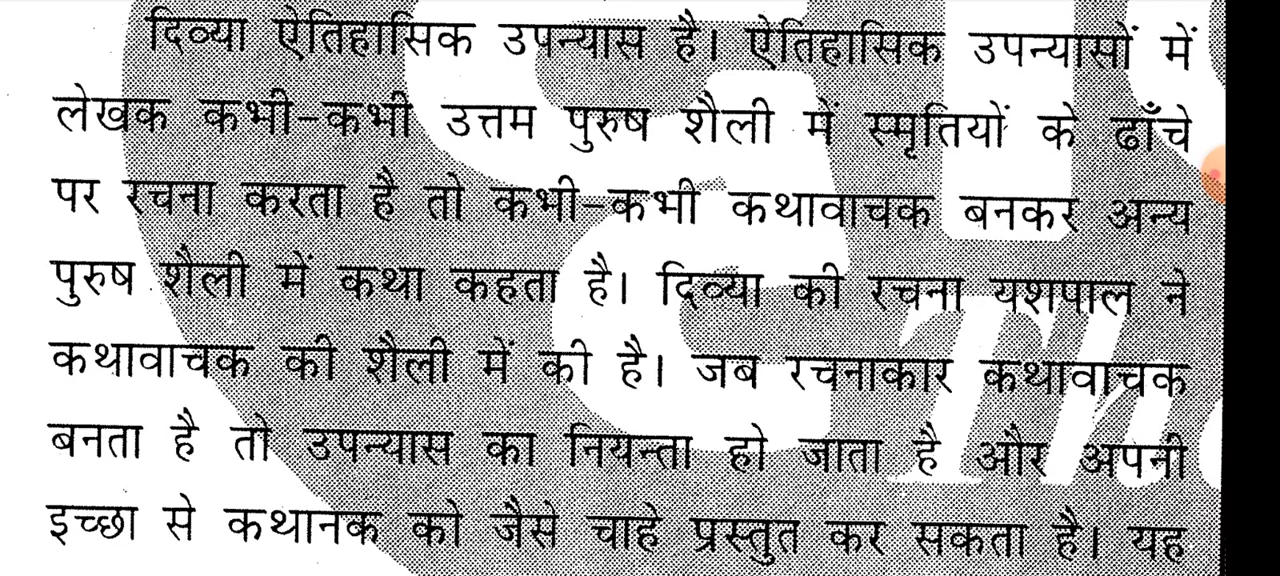 दिव्या ऐतिहासिक उपन्यास है। ऐतिहासिक उपन्यासों में
लेखक कभी-कभी उत्तम पुरुष शैली में स्मृतियों के ढाँचे
पर रचना करता है तो कभी-कभी कथावाचक बनकर अन्य
पुरुष शैली में कथा कहता है। दिव्या की रचना यशपाल ने
कथावाचक की शैली में की है। जब रचनाकार कथावाचक
बनता है तो उपन्यास का नियन्ता हो जाता है और अपनी
इच्छा से कथानक को जैसे चाहे प्रस्तुत कर सकता है। यह